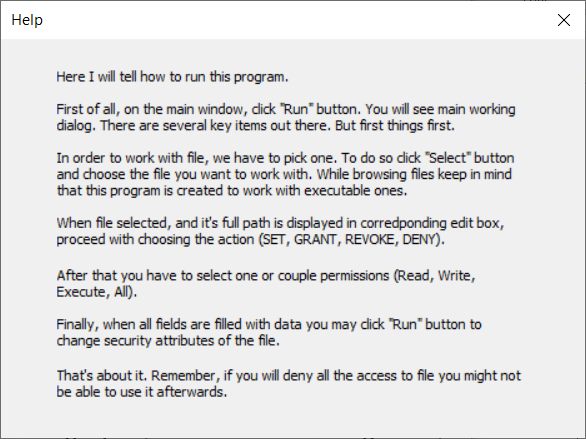 Help
Here I will tell how to run this program.
First of all, on the main window, click "Run" button. You will see main working
dialog. There are several key items out there. But first things first.
In order to work with file, we have to pick one. To do so click "Select" button
and choose the file you want to work with. While browsing files keep in mind
that this program is created to work with executable ones.
When file selected, and it's full path is displayed in corredponding edit box,
proceed with choosing the action (SET, GRANT, REVOKE, DENY).
After that you have to select one or couple permissions (Read, Write,
Execute, All).
Finally, when all fields are filled with data you may click "Run" button to
change security attributes of the file.
That's about it. Remember, if you will deny all the access to file you might not
be able to use it afterwards.